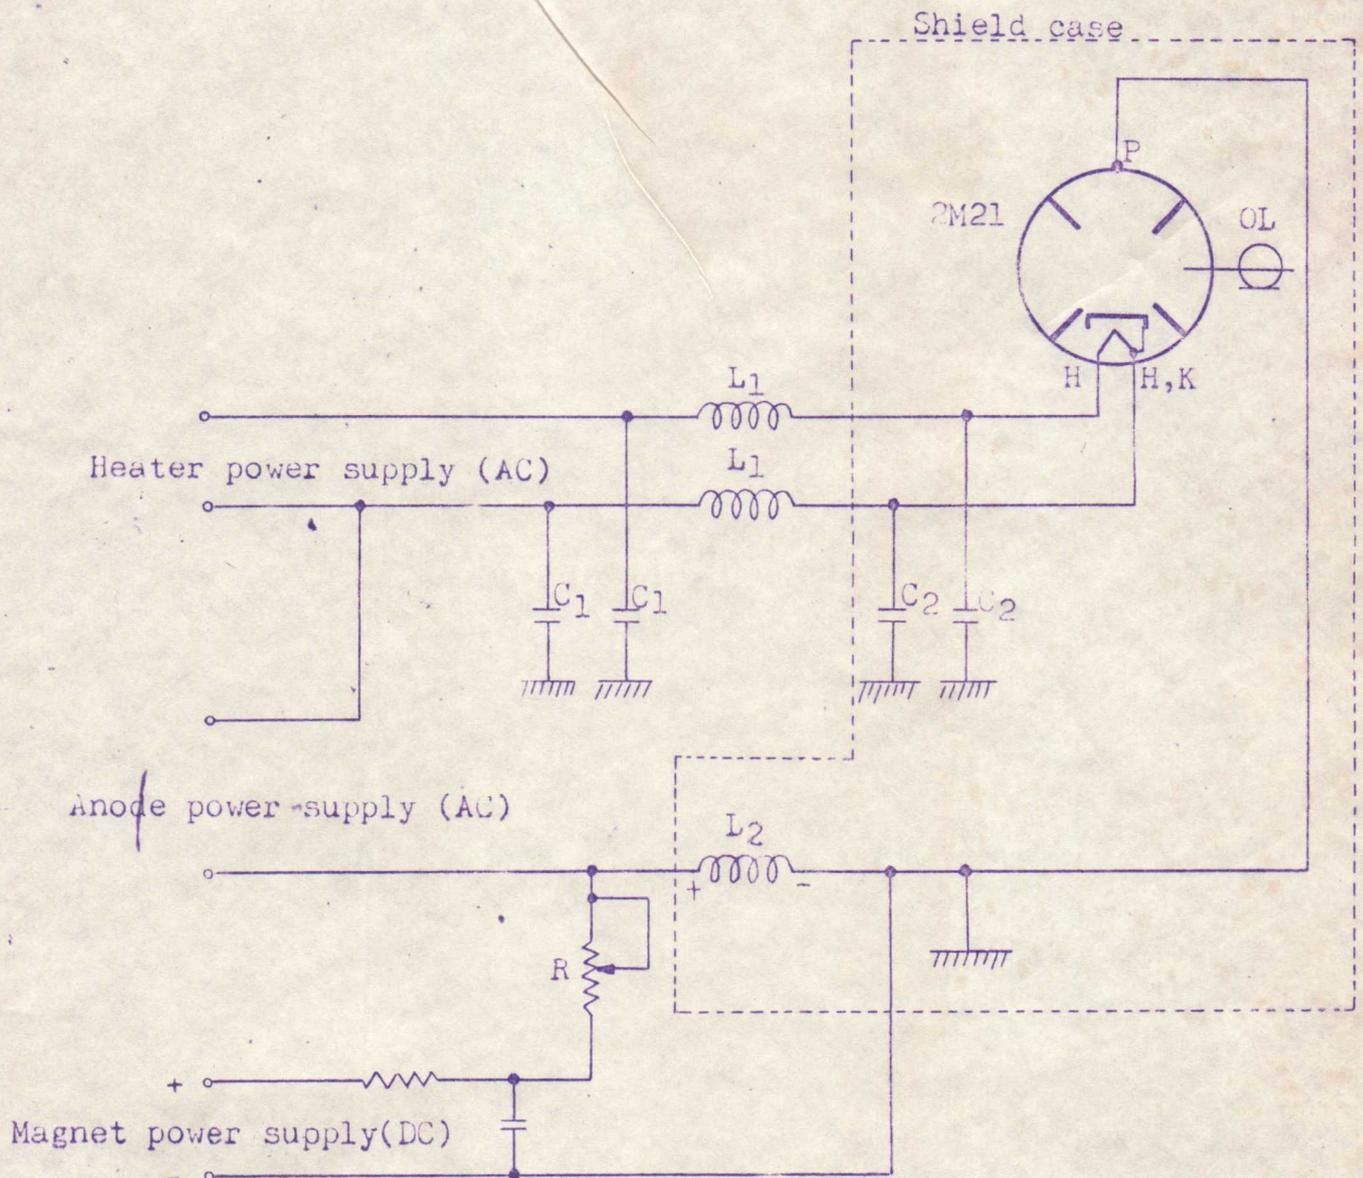 Shield case
P
2M21
OL
H
H,K
L1
Heater power supply (AC)
L1
C1
C1
C2
C2
Anode power supply (AC)
L2
+
-
R
+
Magnet power supply(DC)
-